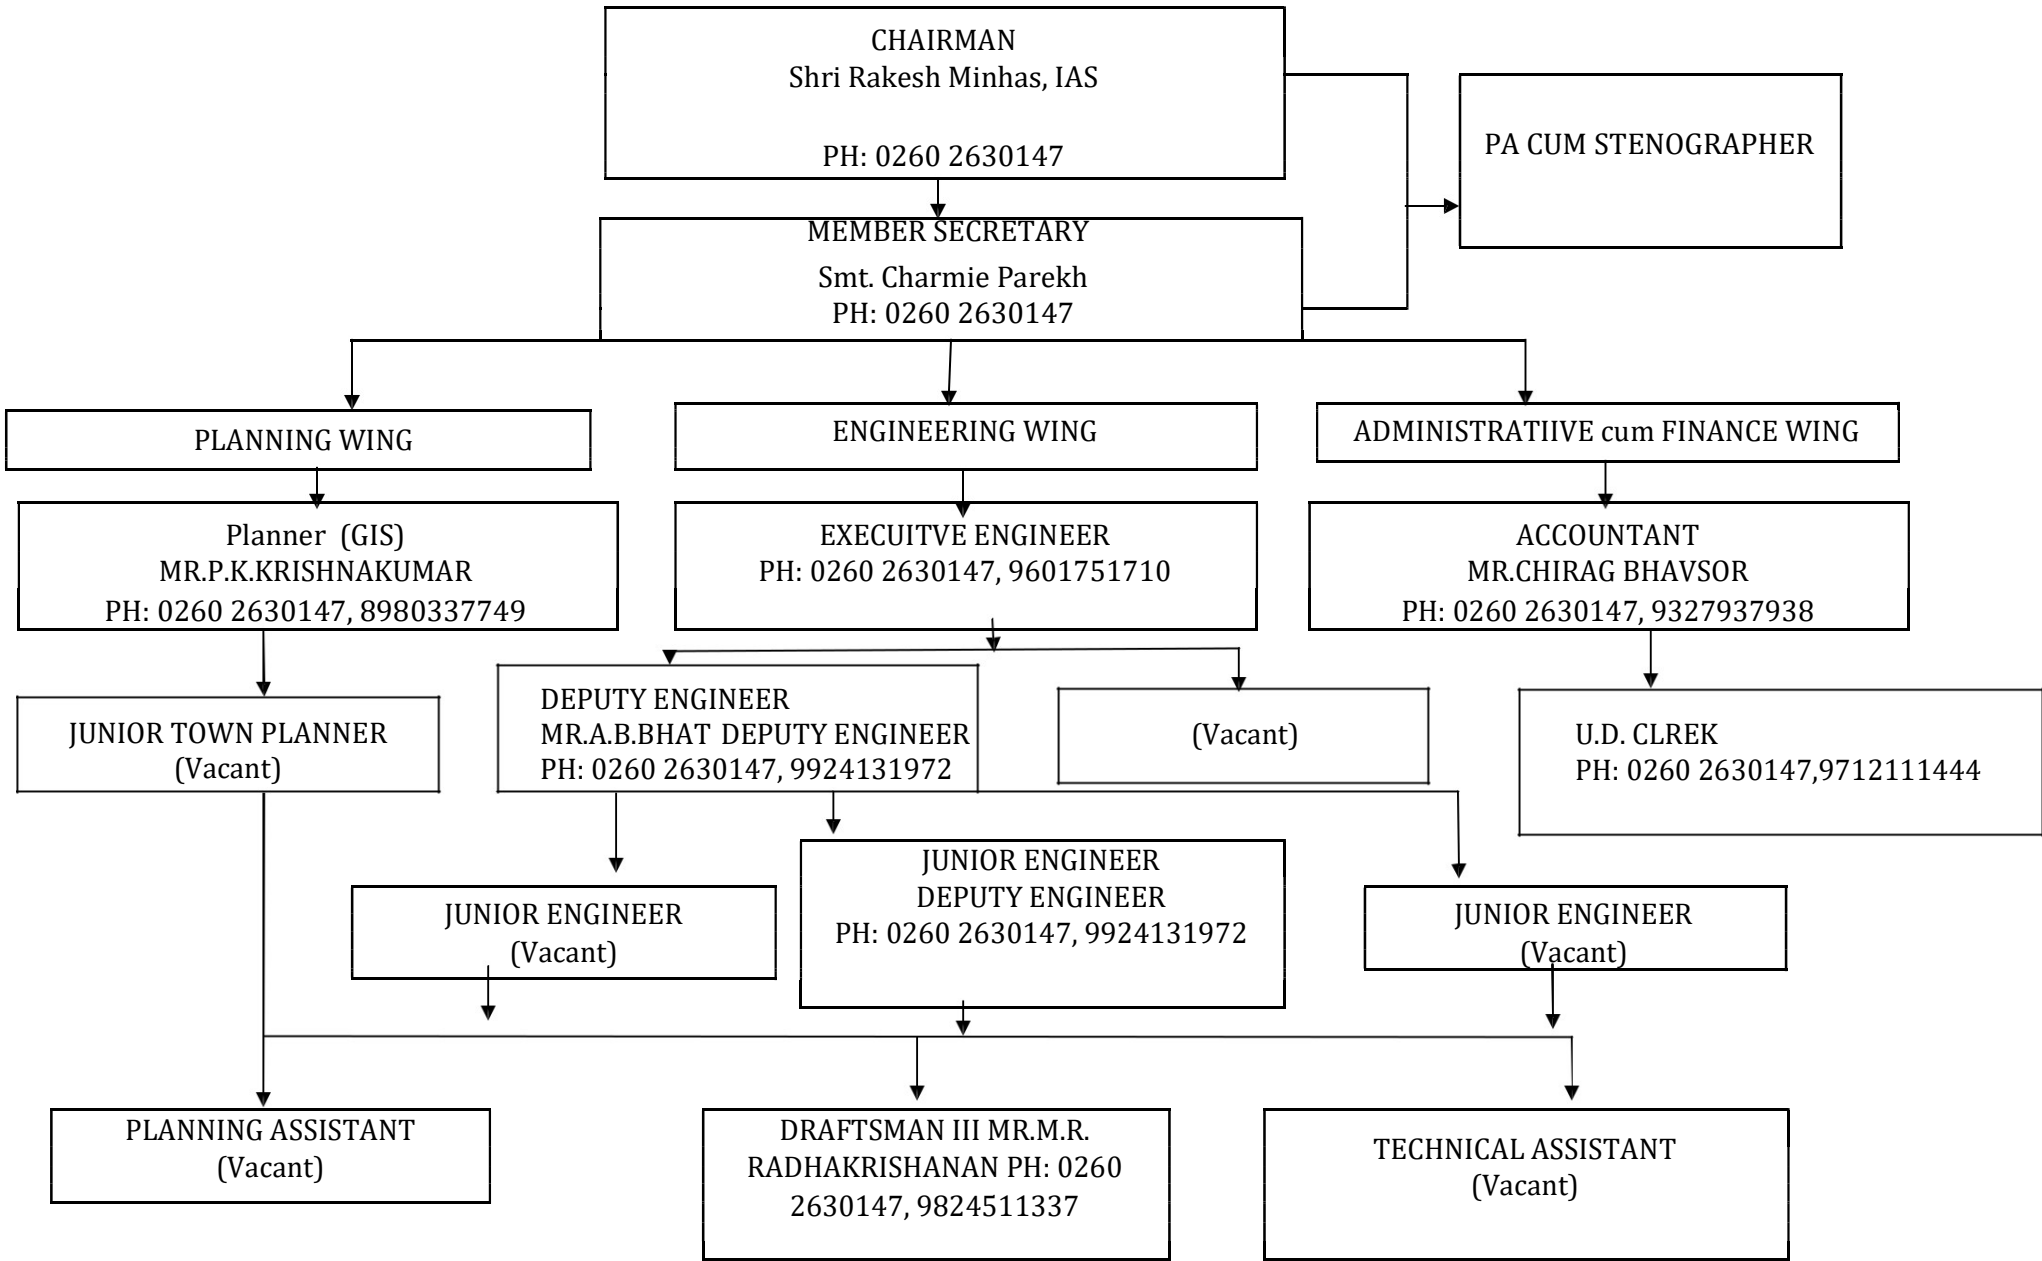 CHAIRMAN
Shri Rakesh Minhas, IAS
PH: 0260 2630147
PA CUM STENOGRAPHER
MEMBER SECRETARY
Smt. Charmie Parekh
PH: 0260 2630147
PLANNING WING
ENGINEERING WING
ADMINISTRATIIVE cum FINANCE WING
Planner (GIS)
MR.P.K.KRISHNAKUMAR
PH: 0260 2630147, 8980337749
EXECUITVE ENGINEER
PH: 0260 2630147, 9601751710
ACCOUNTANT
MR.CHIRAG BHAVSOR
PH: 0260 2630147, 9327937938
JUNIOR TOWN PLANNER
(Vacant)
DEPUTY ENGINEER
MR.A.B.BHAT DEPUTY ENGINEER
PH: 0260 2630147, 9924131972
(Vacant)
U.D. CLREK
PH: 0260 2630147,9712111444
JUNIOR ENGINEER
(Vacant)
JUNIOR ENGINEER
DEPUTY ENGINEER
PH: 0260 2630147, 9924131972
JUNIOR ENGINEER
(Vacant)
PLANNING ASSISTANT
(Vacant)
DRAFTSMAN III MR.M.R.
RADHAKRISHANAN PH: 0260
2630147, 9824511337
TECHNICAL ASSISTANT
(Vacant)